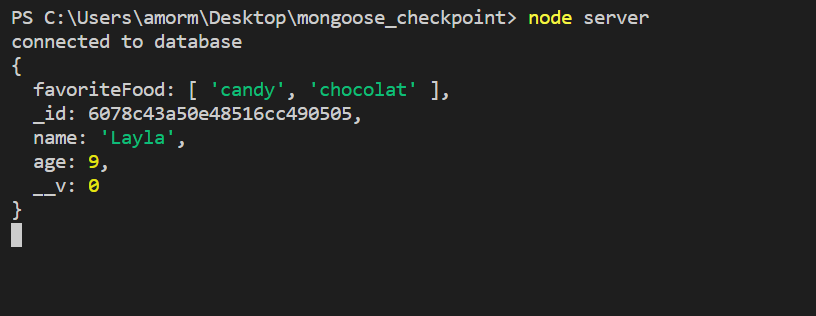 PS C:\Users\amorm\Desktop\mongoose_checkpoint> node server
connected to database
{
  favoriteFood: [ 'candy', 'chocolat' ],
  _id: 6078c43a50e48516cc490505,
  name: 'Layla',
  age: 9,
  __v: 0
}